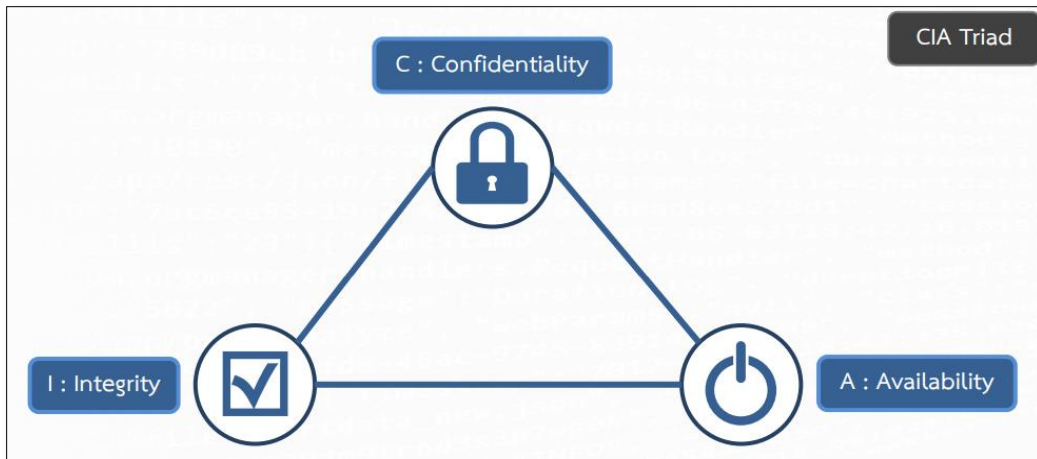 CIA Triad
C : Confidentiality
I : Integrity
A : Availability